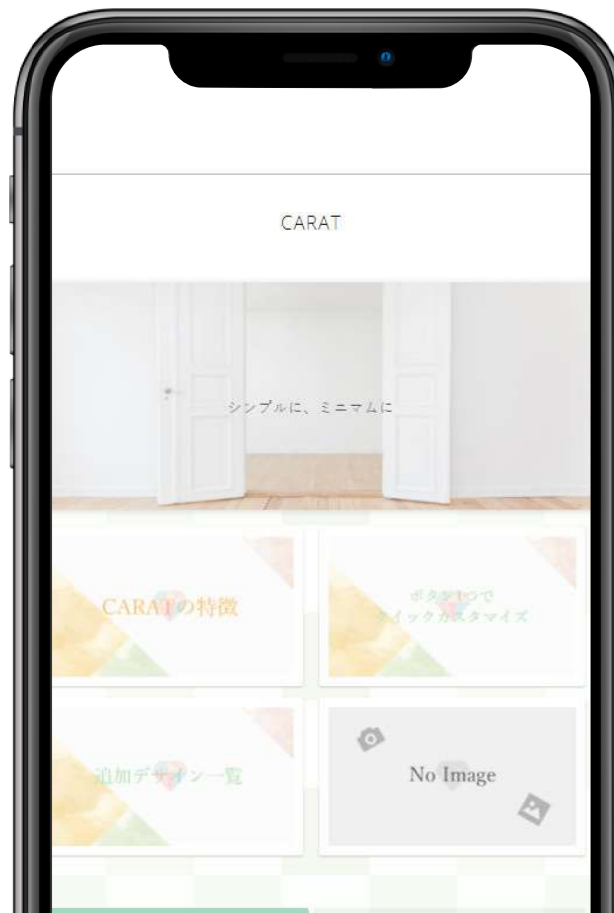 CARAT
シンプルに、ミニマムに
CARATの特徴
ボタン1つで
クイックカスタマイズ
追加デザイン一覧
No Image